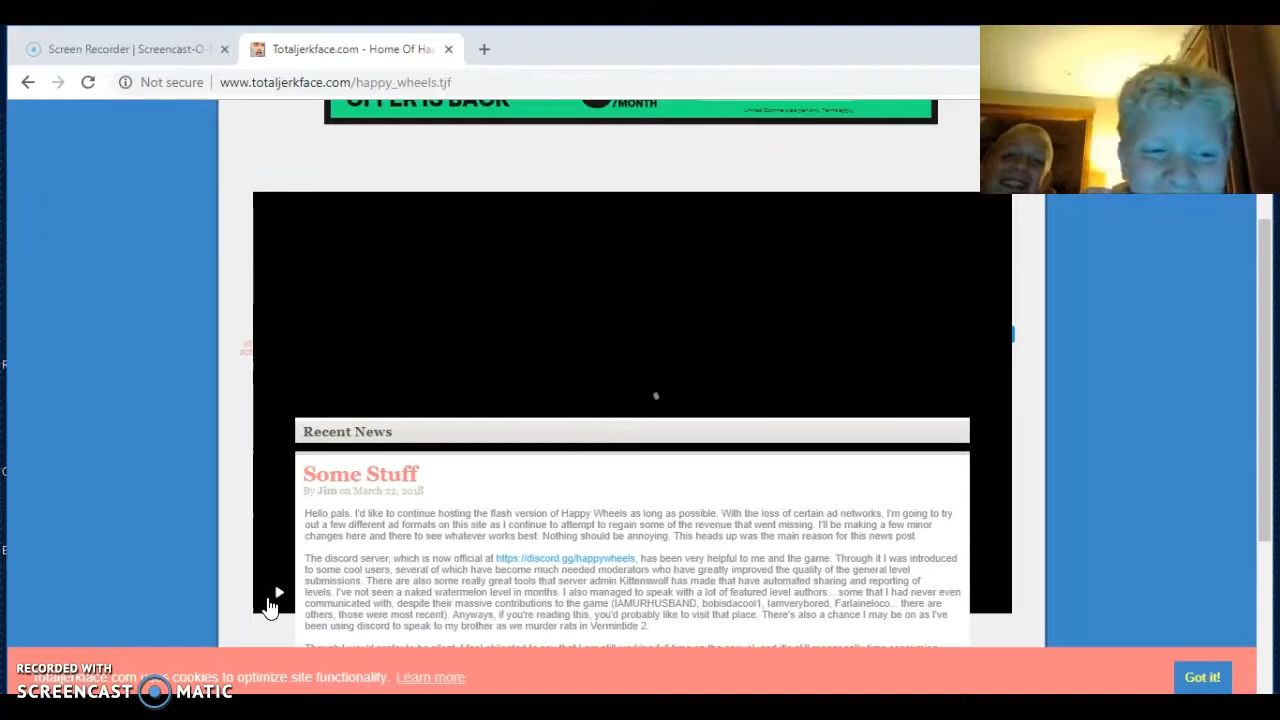 Screen Recorder | Screencast-O-
Totaljerkface.com - Home Of Ha
Not secure
www.totaljerkface.com/happy_wheels.tjf
OFFER IS BACK
/MONTH
Recent News
Some Stuff
By Jim on March 22, 2018
Hello pals. I'd like to continue hosting the flash version of Happy Wheels as long as possible. With the loss of certain ad networks, I'm going to try
out a few different ad formats on this site as I continue to attempt to regain some of the revenue that went missing. I'll be making a few minor
changes here and there to see whatever works best. Nothing should be annoying. This heads up was the main reason for this news post.
The discord server, which is now official at https://discord.gg/happywheels, has been very helpful to me and the game. Through it I was introduced
to some cool users, several of which have become much needed moderators who have greatly improved the quality of the general level
submissions. There are also some really great tools that server admin Kittenswolf has made that have automated sharing and reporting of
levels. I've not seen a naked watermelon level in months. I also managed to speak with a lot of featured level authors... some that I had never even
communicated with, despite their massive contributions to the game (IAMURHUSBAND, bobisdacool1, Iamverybored, Farlaineloco... there are
others, those were most recent). Anyways, if you're reading this, you'd probably like to visit that place. There's also a chance I may be on as I've
been using discord to speak to my brother as we murder rats in Vermintide 2.
Totaljerkface.com uses cookies to optimize site functionality. Learn more
Got it!
RECORDED WITH
SCREENCAST MATIC